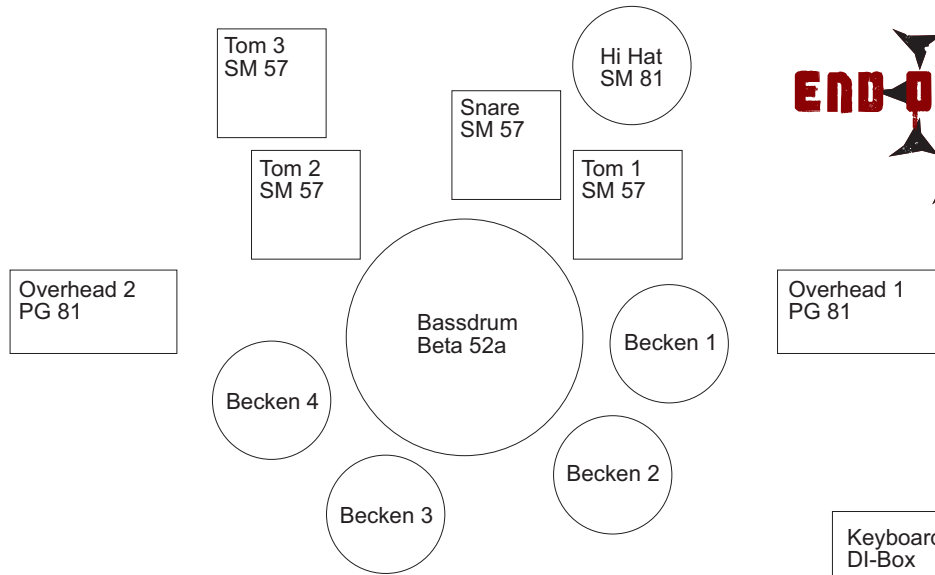 Tom 3
SM 57
Hi Hat
SM 81
Snare
SM 57
Tom 2
SM 57
Tom 1
SM 57
Overhead 2
PG 81
Overhead 1
PG 81
Bassdrum
Beta 52a
Becken 1
Becken 4
Becken 2
Becken 3
DI-Box